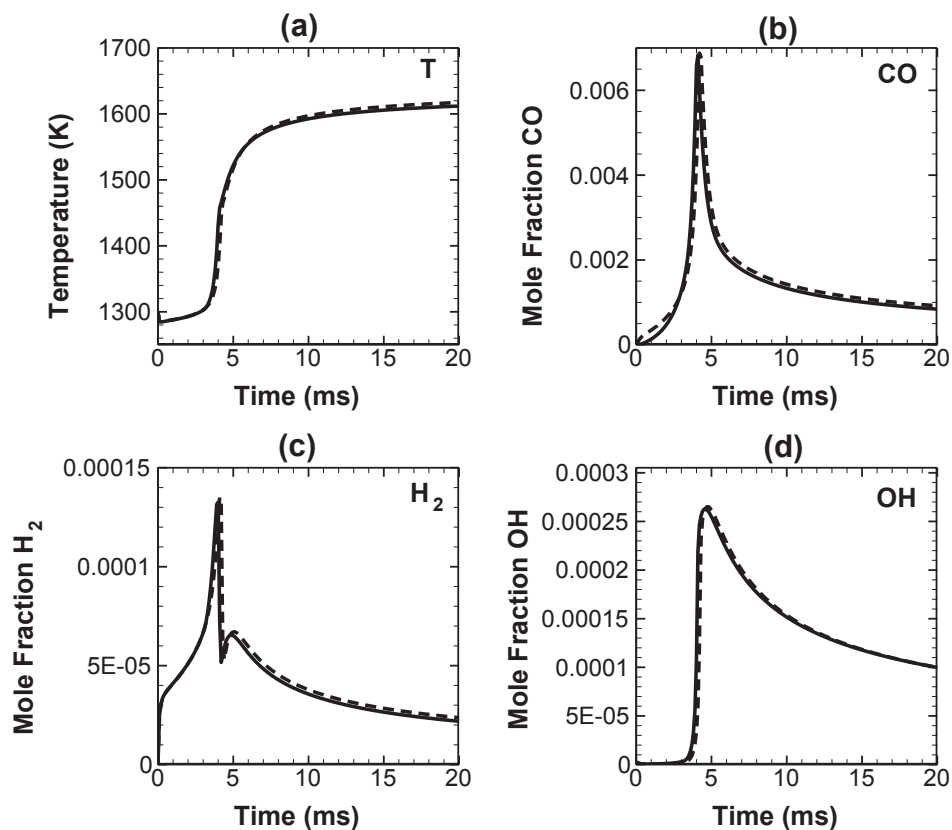 (a)
T
1700
1600
1500
1400
1300
0
5
10
15
20
Temperature (K)
Time (ms)
(b)
CO
0.006
0.004
0.002
0
0
5
10
15
20
Mole Fraction CO
Time (ms)
(c)
H2
0.00015
0.0001
5E-05
0
0
5
10
15
20
Mole Fraction H2
Time (ms)
(d)
OH
0.0003
0.00025
0.0002
0.00015
0.0001
5E-05
0
0
5
10
15
20
Mole Fraction OH
Time (ms)